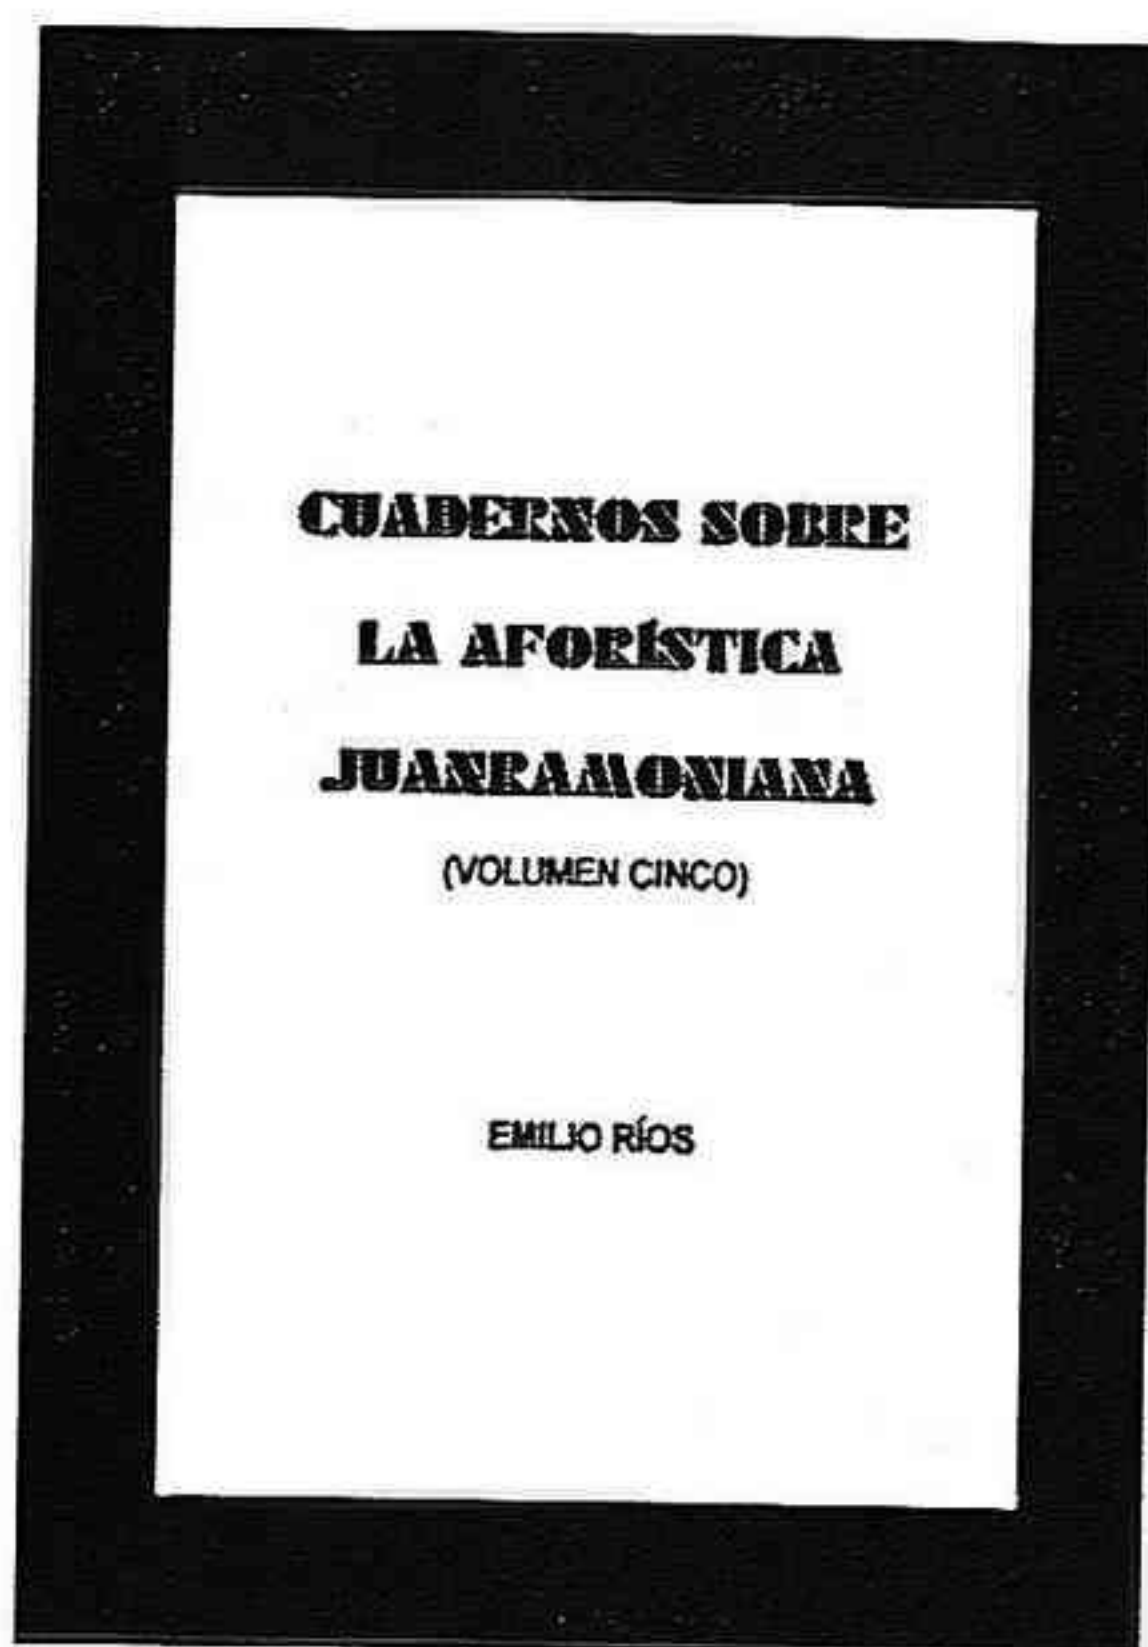 CUADERNOS SOBRE
LA AFORÍSTICA
JUANRAMONIANA
(VOLUMEN CINCO)
EMILIO RÍOS